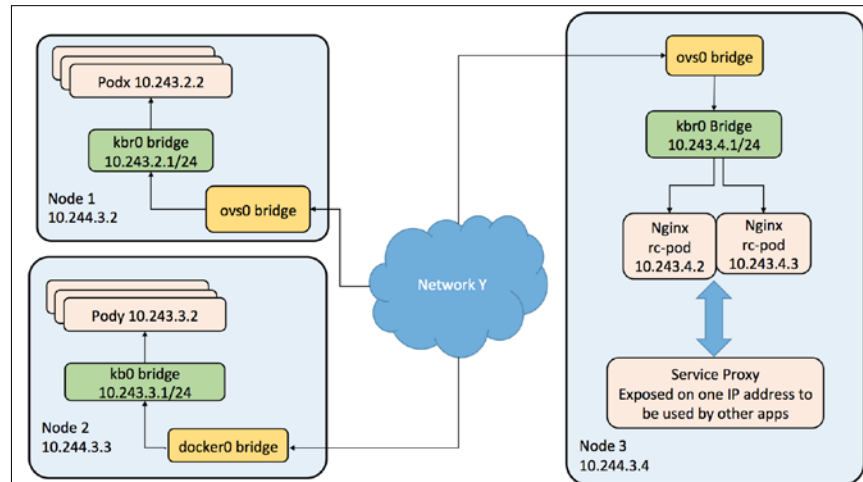 Podx 10.243.2.2
kbr0 bridge
10.243.2.1/24
Node 1
10.244.3.2
ovs0 bridge
Pody 10.243.3.2
kb0 bridge
10.243.3.1/24
Node 2
10.244.3.3
docker0 bridge
Network Y
ovs0 bridge
kbr0 Bridge
10.243.4.1/24
Nginx
rc-pod
10.243.4.2
Nginx
rc-pod
10.243.4.3
Service Proxy
Exposed on one IP address to
be used by other apps
Node 3
10.244.3.4